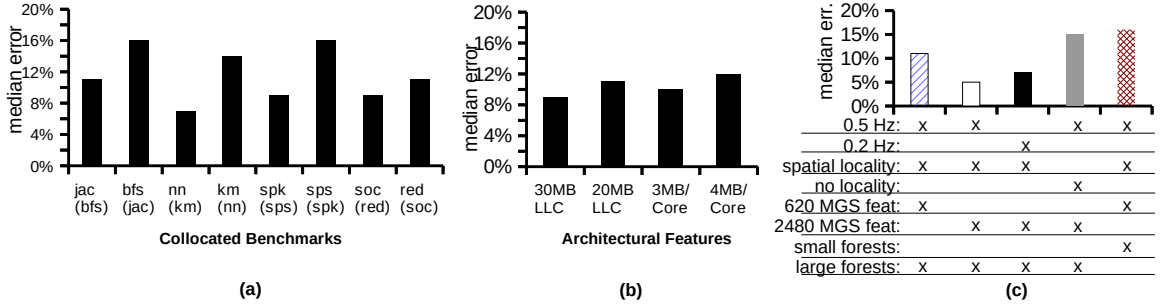 20%
16%
12%
8%
4%
0%
median error
jac bfs nn km spk sps soc red
(bfs) (jac) (km) (nn) (sps) (spk) (red) (soc)
Collocated Benchmarks
(a)
20%
16%
12%
8%
4%
0%
median error
30MB 20MB 3MB/ 4MB/
LLC LLC Core Core
Architectural Features
(b)
20%
15%
10%
5%
0%
median err.
0.5 Hz: x x x x
0.2 Hz: x
spatial locality: x x x x
no locality: x
620 MGS feat: x x
2480 MGS feat: x x x
small forests: x
large forests: x x x x
(c)